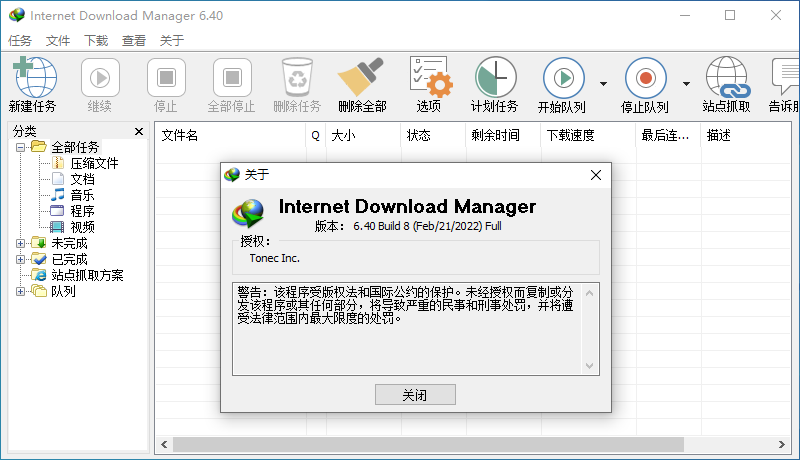 Internet Download Manager 6.40
任务 文件 下载 查看 关于
新建任务 继续 停止 全部停止 删除任务 删除全部 选项 计划任务 开始队列 停止队列 站点抓取
分类
全部任务
压缩文件
文档
音乐
程序
视频
未完成
已完成
站点抓取方案
队列
文件名 Q 大小 状态 剩余时间 下载速度 最后连... 描述
关于
Internet Download Manager
版本： 6.40 Build 8 (Feb/21/2022) Full
授权：
Tonec Inc.
警告：该程序受版权法和国际公约的保护。未经授权而复制或分
发该程序或其任何部分，将导致严重的民事和刑事处罚，并将遭
受法律范围内最大限度的处罚。
关闭